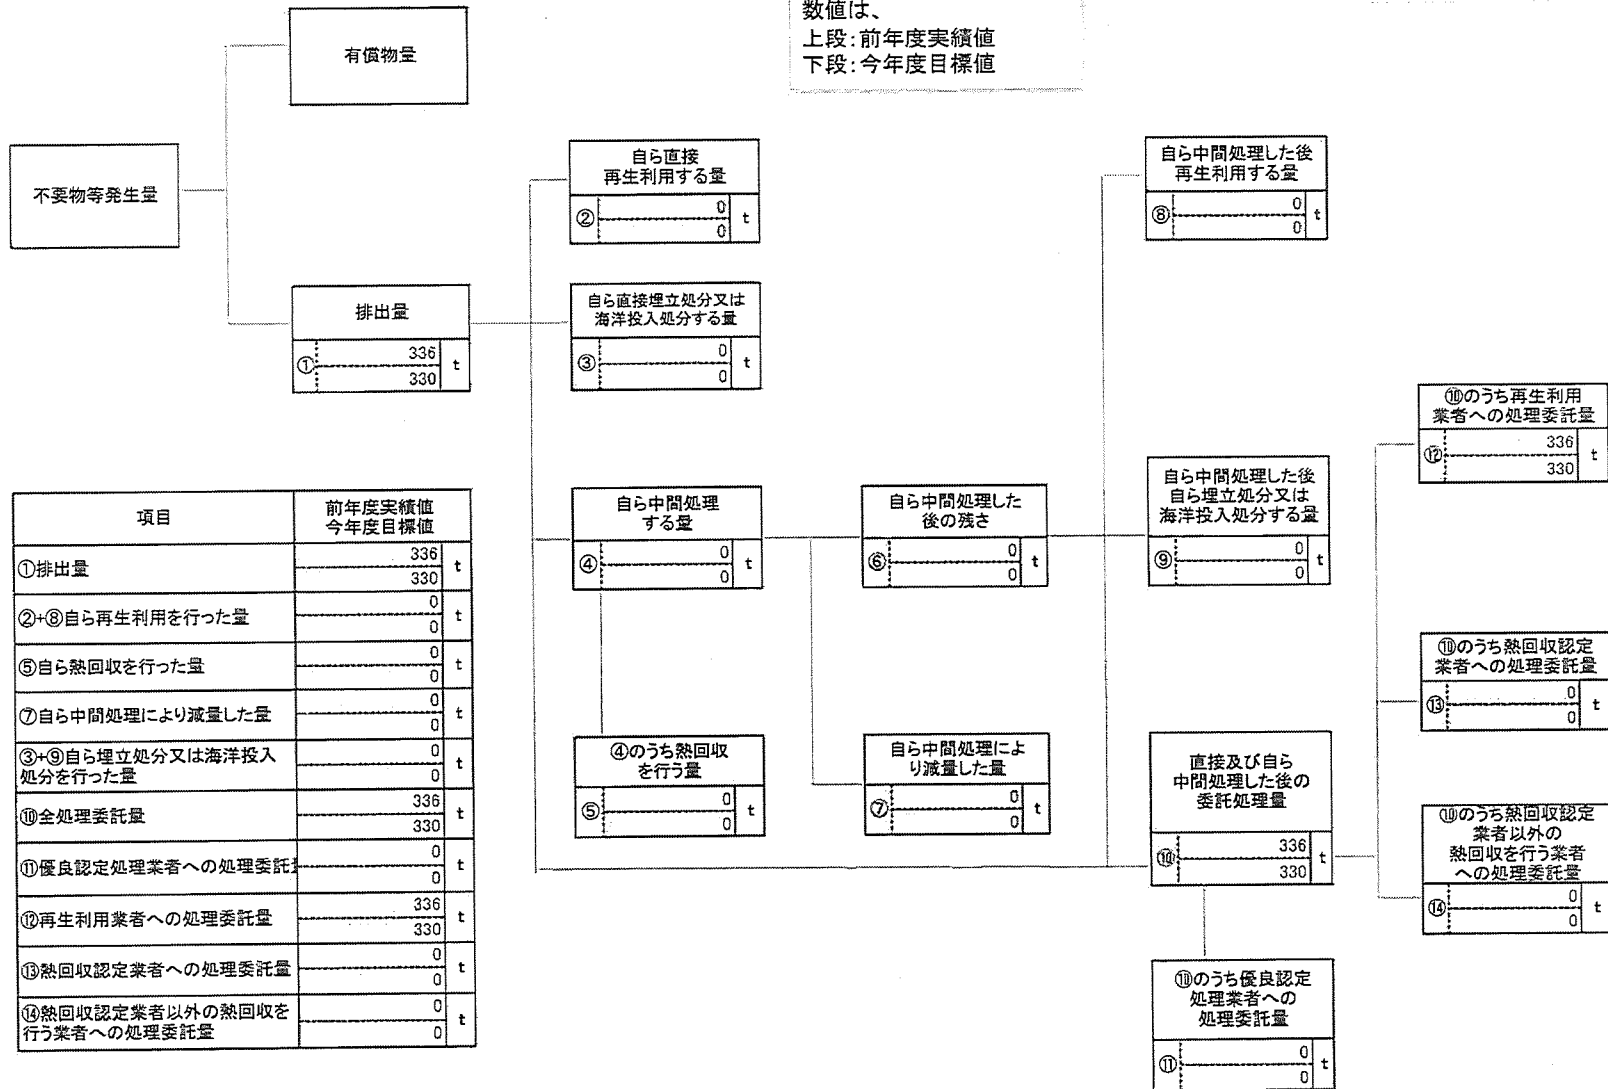 数値は、
上段:前年度実績値
下段:今年度目標値
有償物量
不要物等発生量
排出量
① 336 t
330
自ら直接
再生利用する量
② 0 t
0
自ら直接埋立処分又は
海洋投入処分する量
③ 0 t
0
自ら中間処理
する量
④ 0 t
0
④のうち熱回収
を行う量
⑤ 0 t
0
自ら中間処理した
後の残さ
⑥ 0 t
0
自ら中間処理によ
り減量した量
⑦ 0 t
0
自ら中間処理した後
再生利用する量
⑧ 0 t
0
自ら中間処理した後
自ら埋立処分又は
海洋投入処分する量
⑨ 0 t
0
直接及び自ら
中間処理した後の
委託処理量
⑩ 336 t
330
⑩のうち優良認定
処理業者への
処理委託量
⑪ 0 t
0
⑩のうち再生利用
業者への処理委託量
⑫ 336 t
330
⑩のうち熱回収認定
業者への処理委託量
⑬ 0 t
0
⑩のうち熱回収認定
業者以外の
熱回収を行う業者
への処理委託量
⑭ 0 t
0
項目 前年度実績値
今年度目標値
①排出量 336 t
330
②+⑧自ら再生利用を行った量 0 t
0
⑤自ら熱回収を行った量 0 t
0
⑦自ら中間処理により減量した量 0 t
0
③+⑨自ら埋立処分又は海洋投入
処分を行った量 0 t
0
⑩全処理委託量 336 t
330
⑪優良認定処理業者への処理委託 0 t
0
⑫再生利用業者への処理委託量 336 t
330
⑬熱回収認定業者への処理委託量 0 t
0
⑭熱回収認定業者以外の熱回収を
行う業者への処理委託量 0 t
0